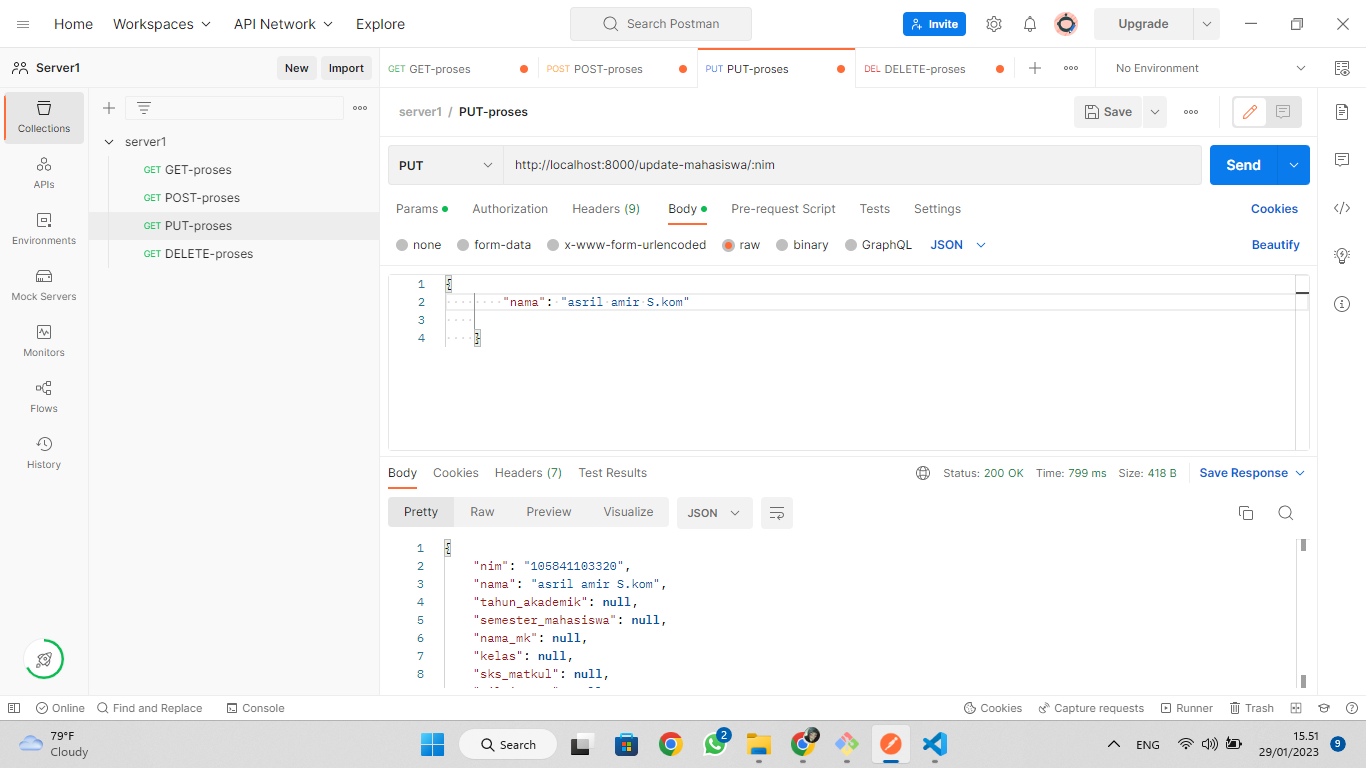 Home Workspaces API Network Explore Search Postman Invite Upgrade
Server1 New Import GET GET-proses POST POST-proses PUT PUT-proses DEL DELETE-proses No Environment
Collections
APIs
Environments
Mock Servers
Monitors
Flows
History
server1
GET GET-proses
GET POST-proses
GET PUT-proses
GET DELETE-proses
server1 / PUT-proses Save
PUT http://localhost:8000/update-mahasiswa/:nim Send
Params Authorization Headers (9) Body Pre-request Script Tests Settings Cookies
none form-data x-www-form-urlencoded raw binary GraphQL JSON Beautify
1 {
2 "nama": "asril amir S.kom"
3
4 }
Body Cookies Headers (7) Test Results Status: 200 OK Time: 799 ms Size: 418 B Save Response
Pretty Raw Preview Visualize JSON
1 {
2 "nim": "105841103320",
3 "nama": "asril amir S.kom",
4 "tahun_akademik": null,
5 "semester_mahasiswa": null,
6 "nama_mk": null,
7 "kelas": null,
8 "sks_matkul": null,
Online Find and Replace Console Cookies Capture requests Runner Trash
79°F
Cloudy
Search
2
ENG
15.51
29/01/2023
9